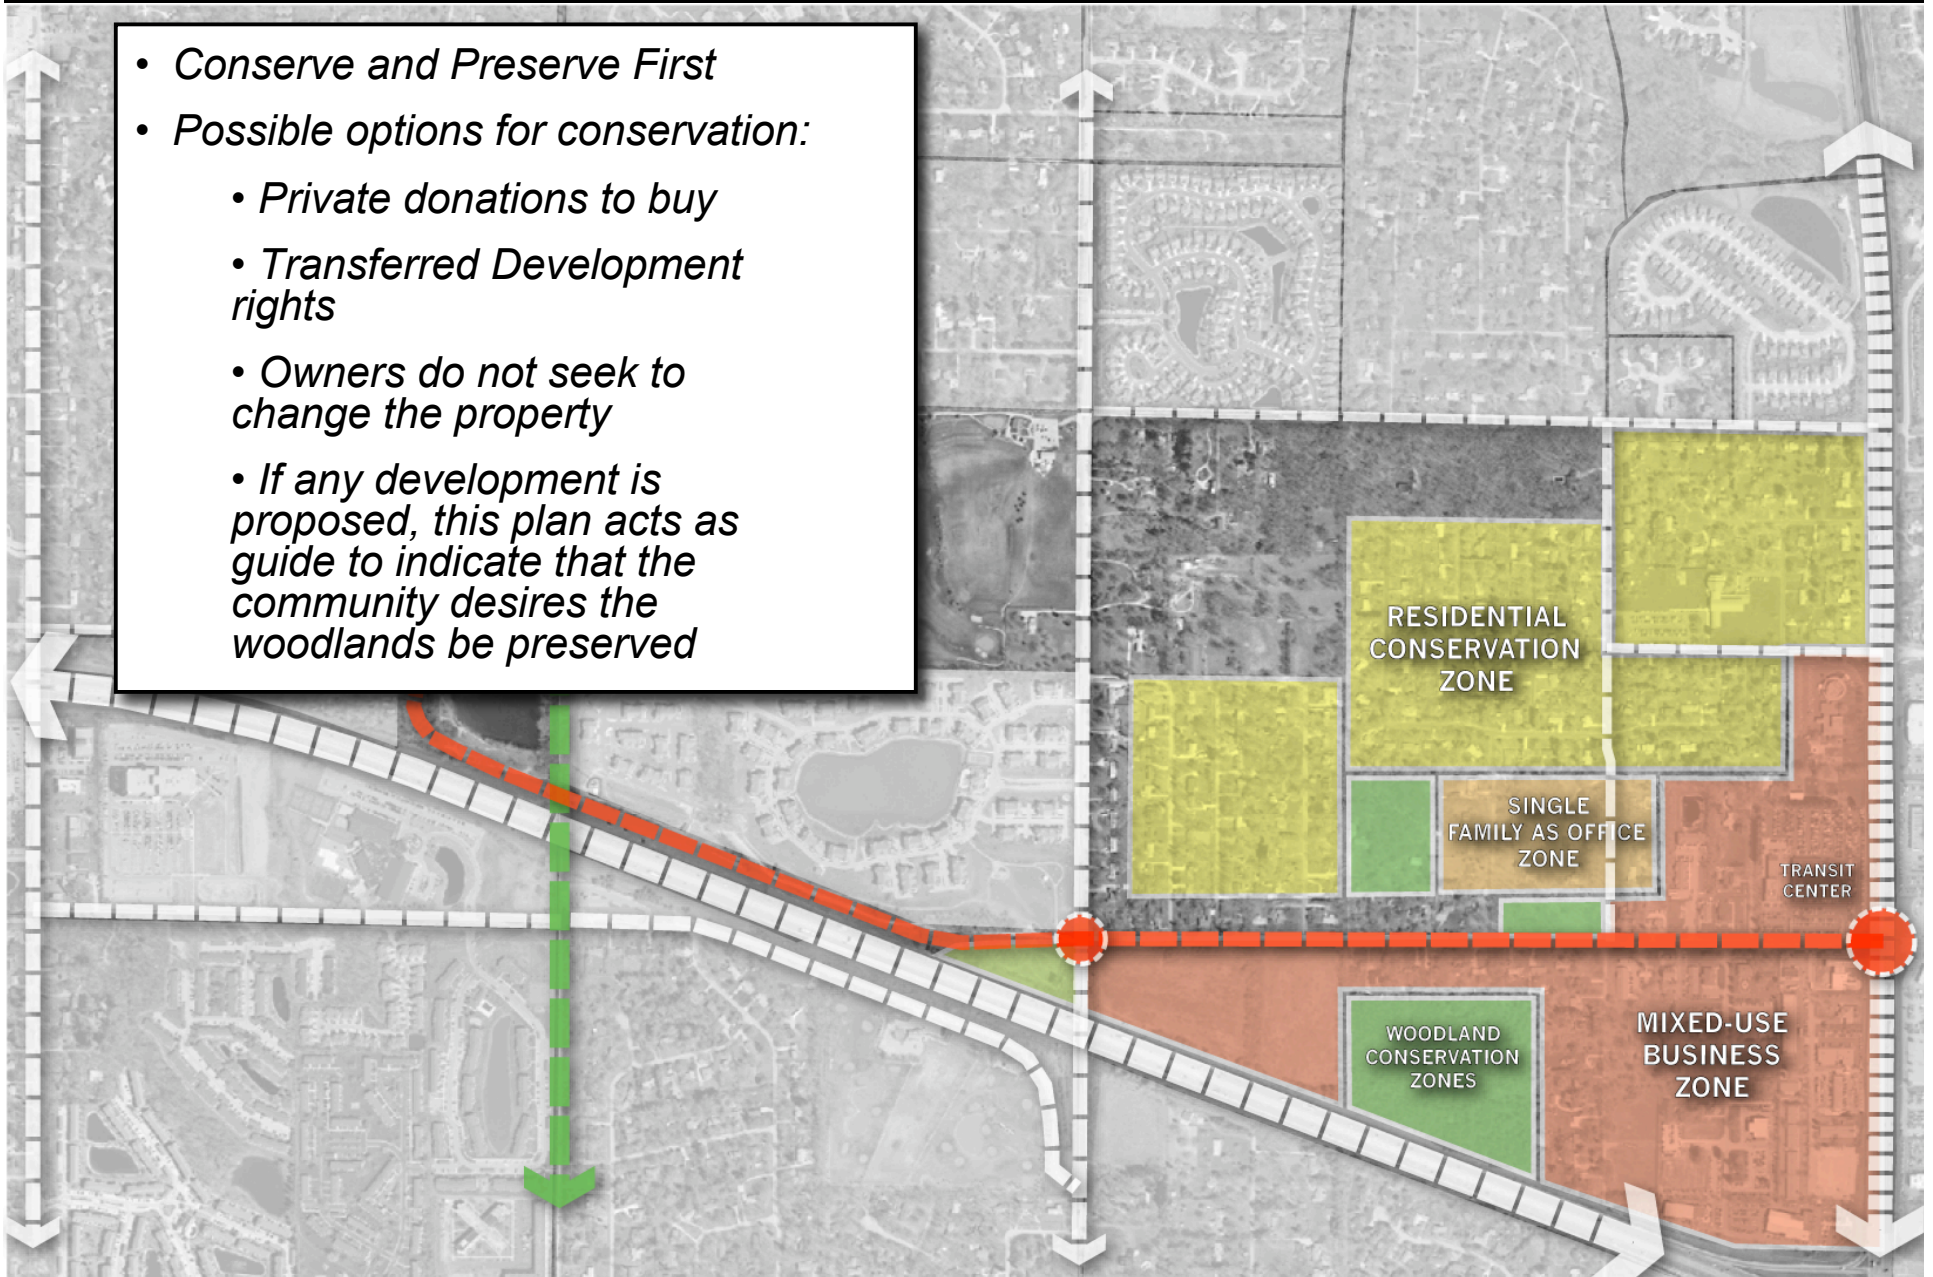 • Conserve and Preserve First
• Possible options for conservation:
• Private donations to buy
• Transferred Development
rights
• Owners do not seek to
change the property
• If any development is
proposed, this plan acts as
guide to indicate that the
community desires the
woodlands be preserved
RESIDENTIAL
CONSERVATION
ZONE
SINGLE
FAMILY AS OFFICE
ZONE
TRANSIT
CENTER
WOODLAND
CONSERVATION
ZONES
MIXED-USE
BUSINESS
ZONE